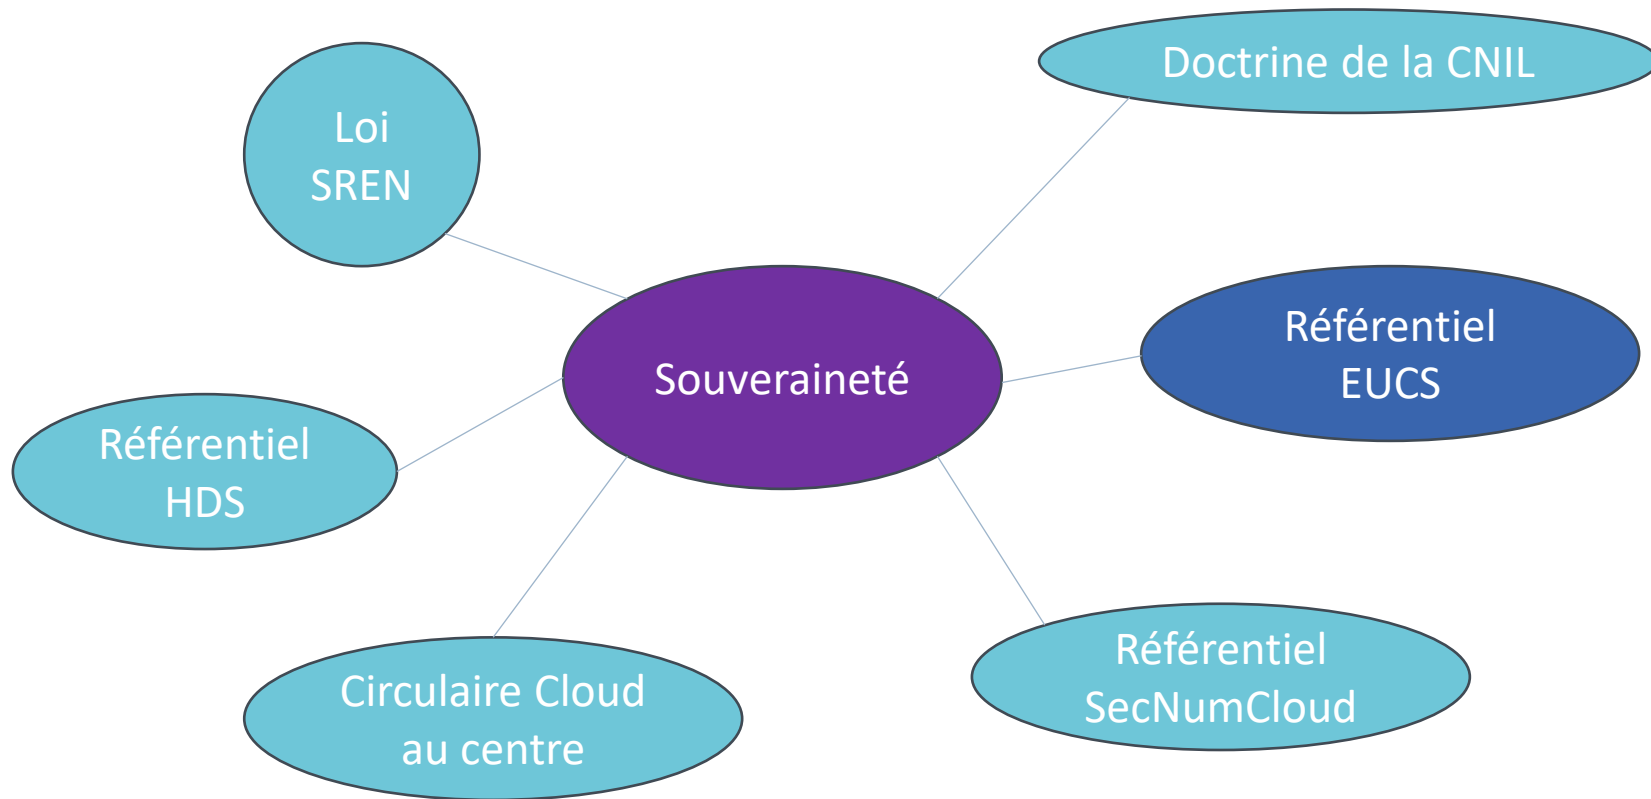 Doctrine de la CNIL
Loi
SREN
Référentiel
EUCS
Souveraineté
Référentiel
HDS
Référentiel
SecNumCloud
Circulaire Cloud
au centre